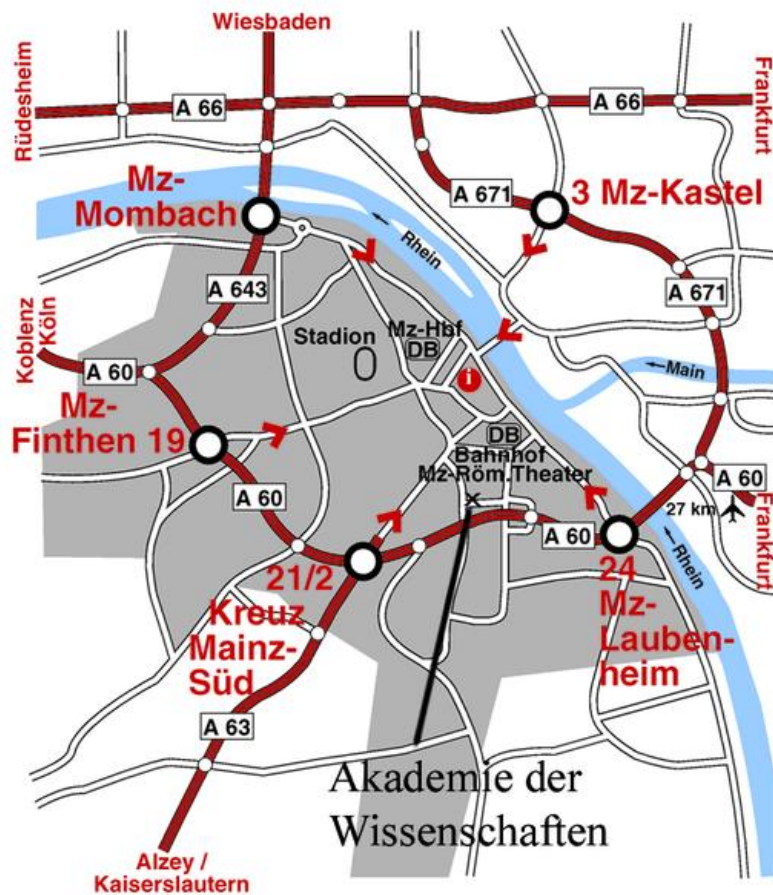 Wiesbaden
Rüdesheim
A 66
A 66
Frankfurt
Mz-
Mombach
A 671
3 Mz-Kastel
Rhein
A 643
A 671
Koblenz
Köln
Stadion
Mz-Hbf
DB
i
Main
A 60
Mz-
Finthen 19
DB
Bahnhof
Mz-Röm.Theater
A 60
A 60
27 km
A 60
Frankfurt
21/2
Kreuz
Mainz-
Süd
24
Mz-
Lauben-
heim
Rhein
A 63
Akademie der
Wissenschaften
Alzey /
Kaiserslautern